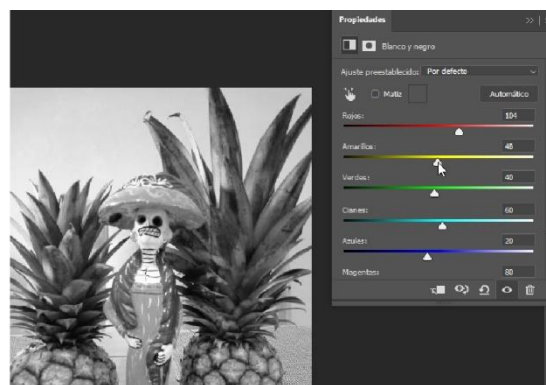 Propiedades
Blanco y negro
Ajuste preestablecido: Por defecto
Matiz Automático
Rojos: 104
Amarillos: 48
Verdes: 40
Cianes: 60
Azules: 20
Magentas: 80